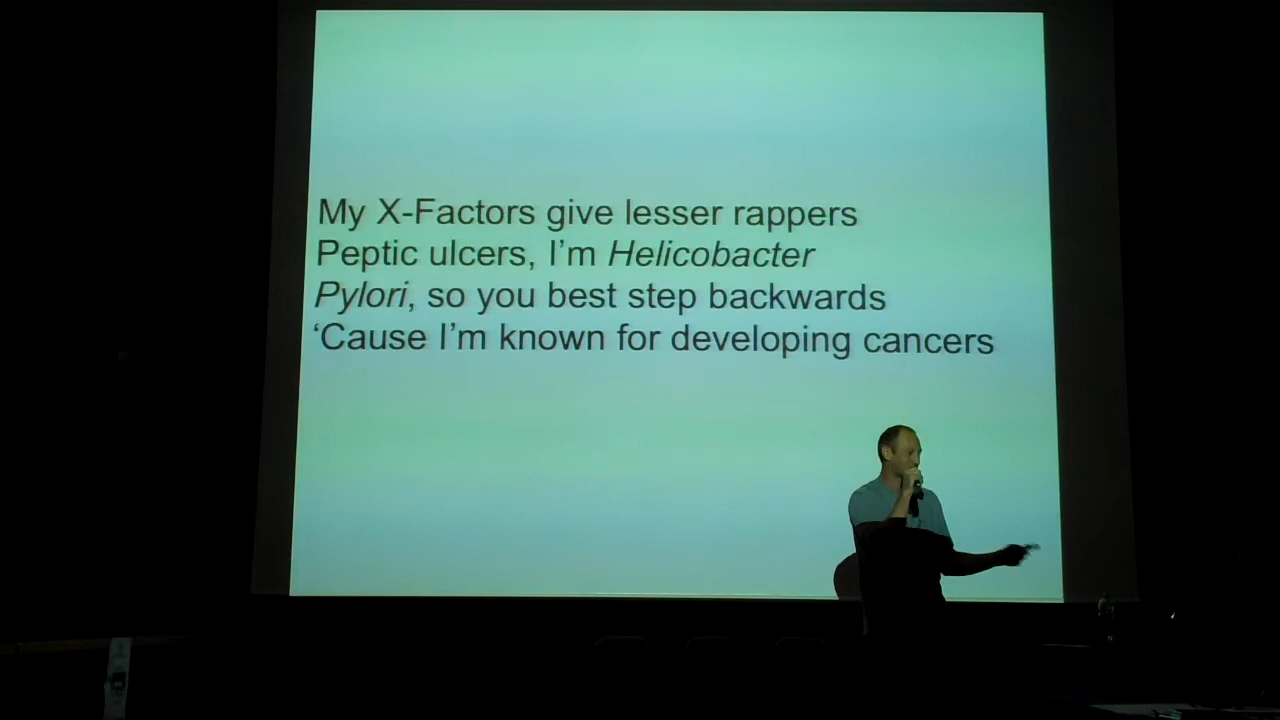 My X-Factors give lesser rappers
Peptic ulcers, I’m Helicobacter
Pylori, so you best step backwards
‘Cause I’m known for developing cancers